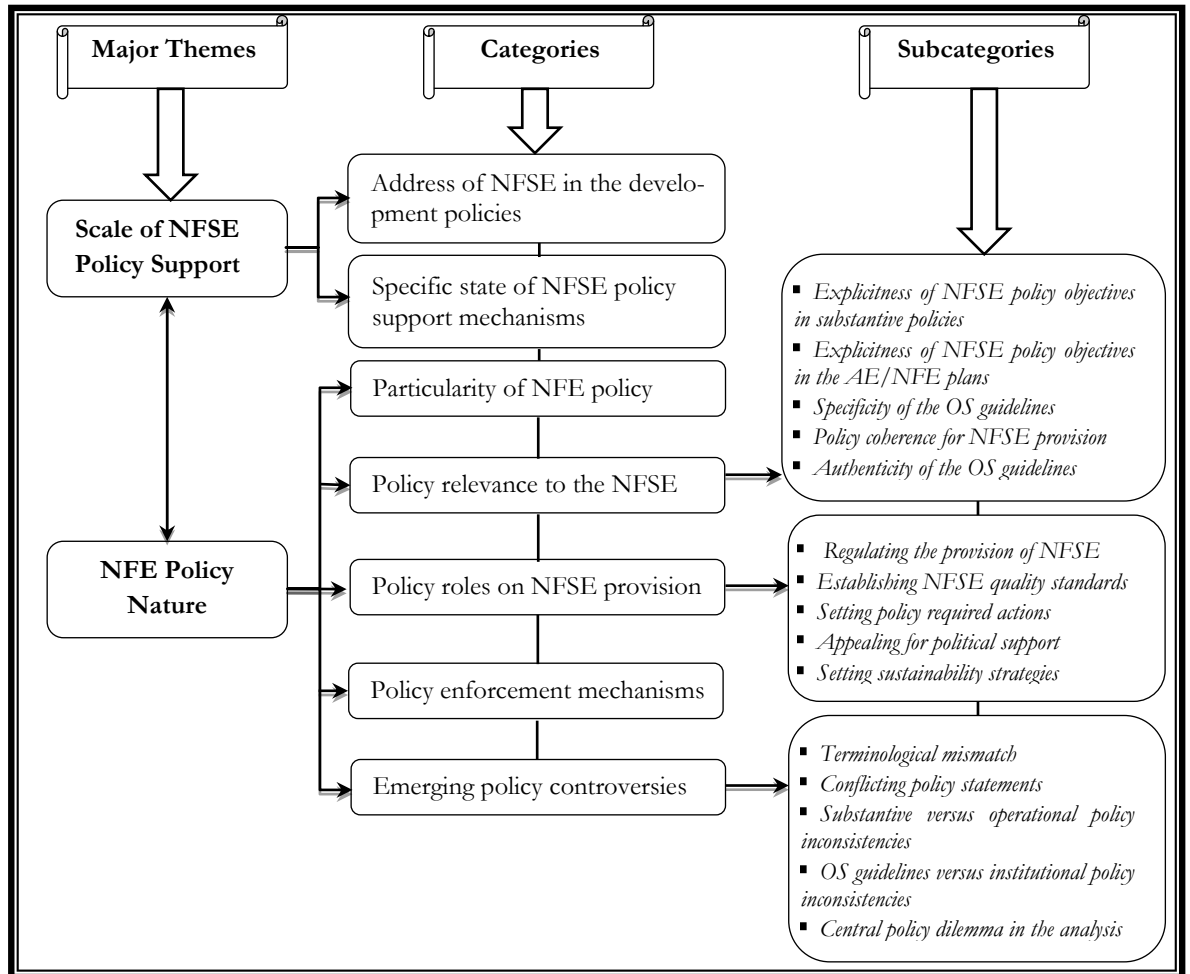 Major Themes
Categories
Subcategories
Scale of NFSE
Policy Support
NFE Policy
Nature
Address of NFSE in the develop-
ment policies
Specific state of NFSE policy
support mechanisms
Particularity of NFE policy
Policy relevance to the NFSE
Policy roles on NFSE provision
Policy enforcement mechanisms
Emerging policy controversies
▪ Explicitness of NFSE policy objectives
in substantive policies
▪ Explicitness of NFSE policy objectives
in the AE/NFE plans
▪ Specificity of the OS guidelines
▪ Policy coherence for NFSE provision
▪ Authenticity of the OS guidelines
▪ Regulating the provision of NFSE
▪ Establishing NFSE quality standards
▪ Setting policy required actions
▪ Appealing for political support
▪ Setting sustainability strategies
▪ Terminological mismatch
▪ Conflicting policy statements
▪ Substantive versus operational policy
inconsistencies
▪ OS guidelines versus institutional policy
inconsistencies
▪ Central policy dilemma in the analysis